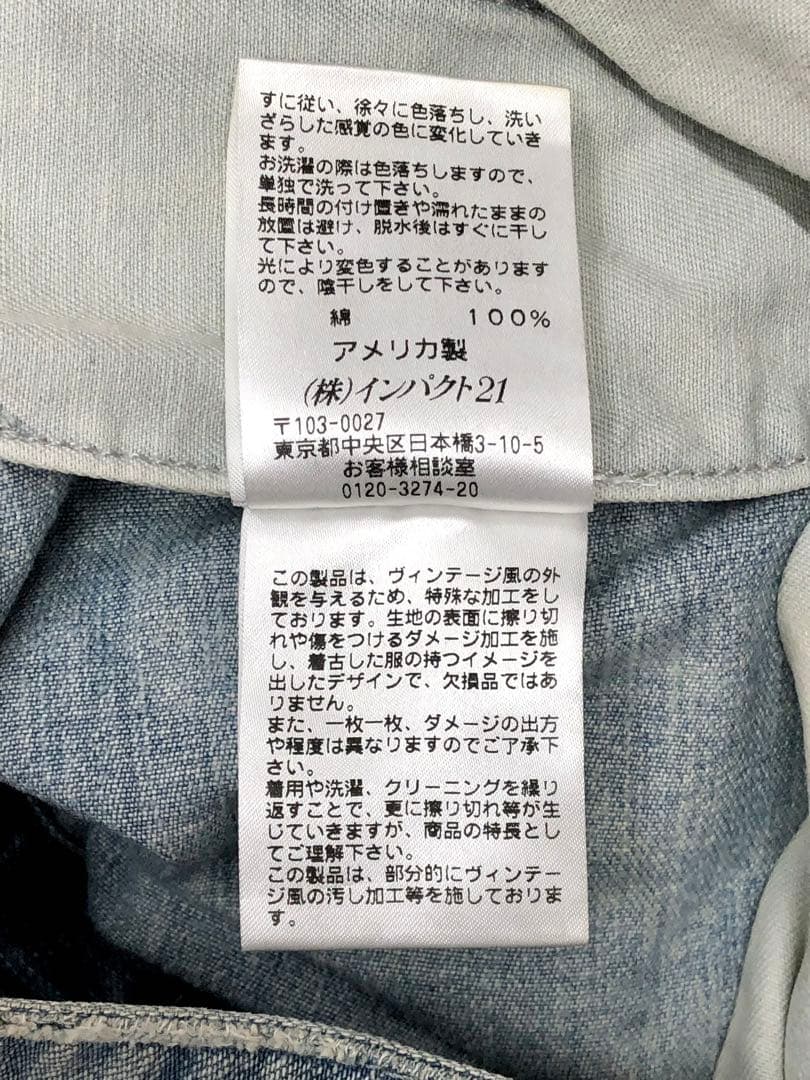 すに従い、徐々に色落ちし、洗い
ざらした感覚の色に変化していき
ます。
お洗濯の際は色落ちしますので、
単独で洗って下さい。
長時間の付け置きや濡れたままの
放置は避け、脱水後はすぐに干し
て下さい。
光により変色することがあります
ので、陰干しをして下さい。
綿 100%
アメリカ製
(株)インパクト21
〒103-0027
東京都中央区日本橋3-10-5
お客様相談室
0120-3274-20
この製品は、ヴィンテージ風の外
観を与えるため、特殊な加工をし
ております。生地の表面に擦り切
れや傷をつけるダメージ加工を施
し、着古した服の持つイメージを
出したデザインで、欠損品ではあ
りません。
また、一枚一枚、ダメージの出方
や程度は異なりますのでご了承下
さい。
着用や洗濯、クリーニングを繰り
返すことで、更に擦り切れ等が生
じていきますが、商品の特長とし
てご理解下さい。
この製品は、部分的にヴィンテー
ジ風の汚し加工等を施しておりま
す。